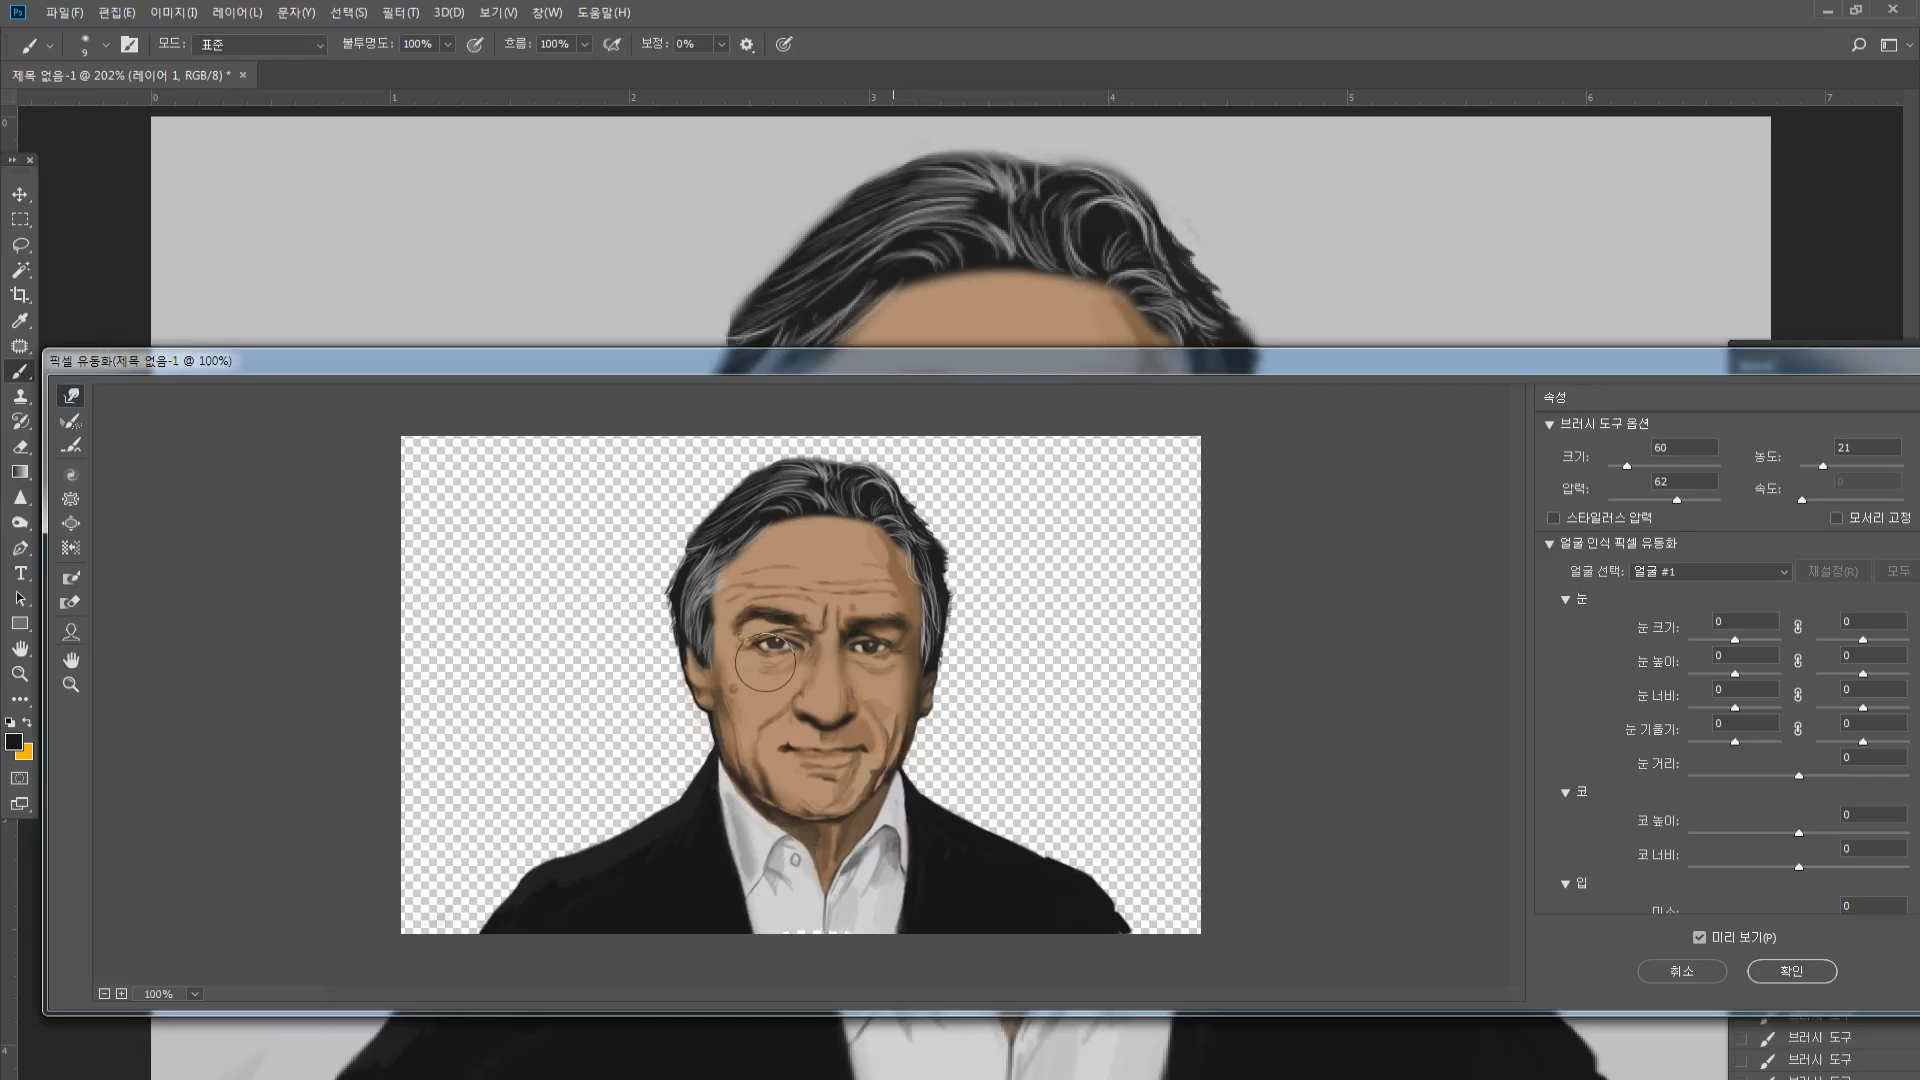 Ps 파일(F) 편집(E) 이미지(I) 레이어(L) 문자(Y) 선택(S) 필터(T) 3D(D) 보기(V) 창(W) 도움말(H)
9 모드: 표준 불투명도: 100% 흐름: 100% 보정: 0%
제목 없음-1 @ 202% (레이어 1, RGB/8) *
0 1 2 3 4 5 6 7
0
픽셀 유동화(제목 없음-1 @ 100%)
속성
브러시 도구 옵션
크기: 60 농도: 21
압력: 62 속도: 0
스타일러스 압력 모서리 고정
얼굴 인식 픽셀 유동화
얼굴 선택: 얼굴 #1 재설정(R) 모두
눈
눈 크기: 0 0
눈 높이: 0 0
눈 너비: 0 0
눈 기울기: 0 0
눈 거리: 0
코
코 높이: 0
코 너비: 0
입
미소: 0
미리 보기(P)
취소 확인
100%
브러시 도구
브러시 도구
4